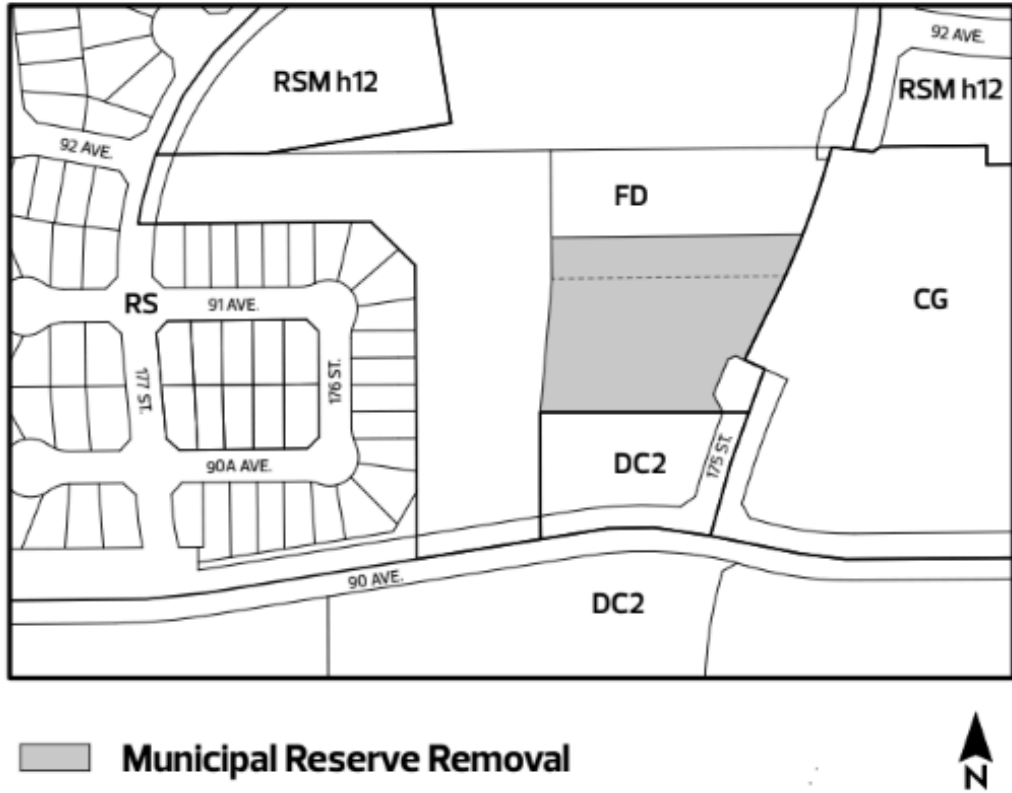 92 AVE.
RSM h12
RSM h12
92 AVE.
FD
RS
91 AVE.
CG
177 ST.
176 ST.
90A AVE.
DC2
175 ST.
90 AVE.
DC2
Municipal Reserve Removal
N